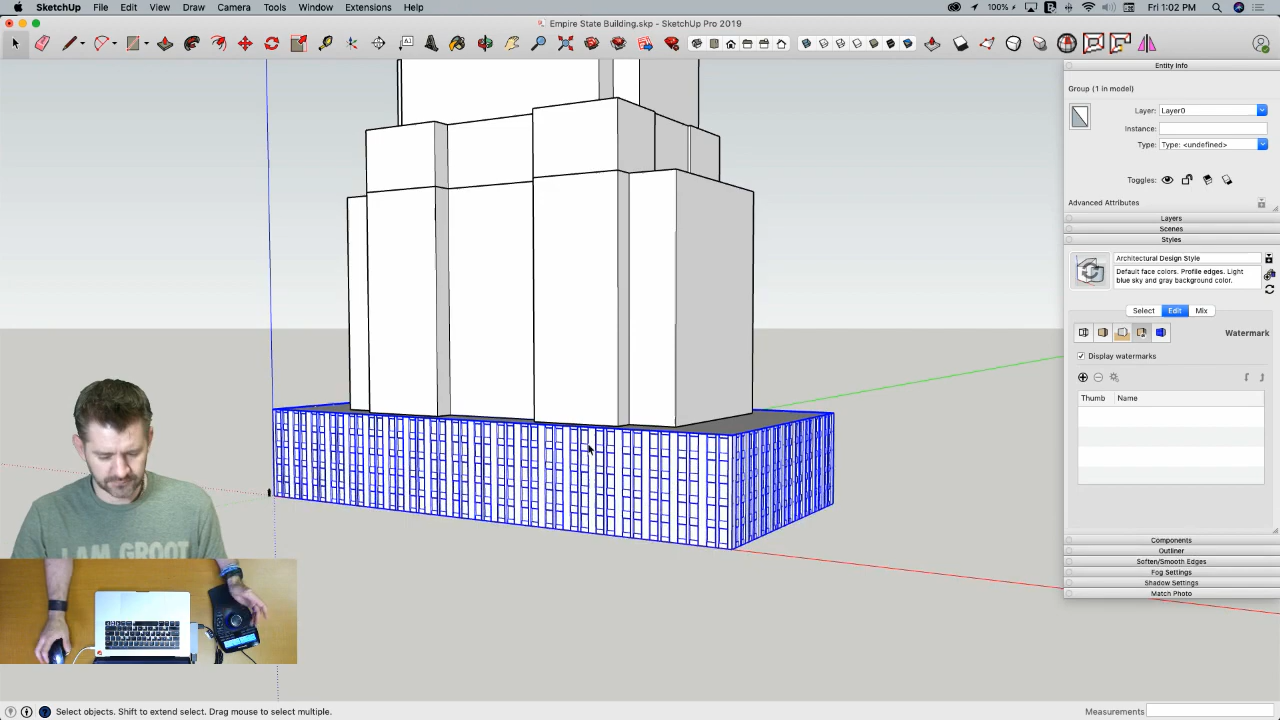 SketchUp File Edit View Draw Camera Tools Window Extensions Help
100% Fri 1:02 PM
Empire State Building.skp - SketchUp Pro 2019
Entity Info
Group (1 in model)
Layer: Layer0
Instance:
Type: Type: <undefined>
Toggles:
Advanced Attributes
Layers
Scenes
Styles
Architectural Design Style
Default face colors. Profile edges. Light
blue sky and gray background color.
Select Edit Mix
Watermark
Display watermarks
Thumb Name
Components
Outliner
Soften/Smooth Edges
Fog Settings
Shadow Settings
Match Photo
I AM GROOT
Select objects. Shift to extend select. Drag mouse to select multiple.
Measurements